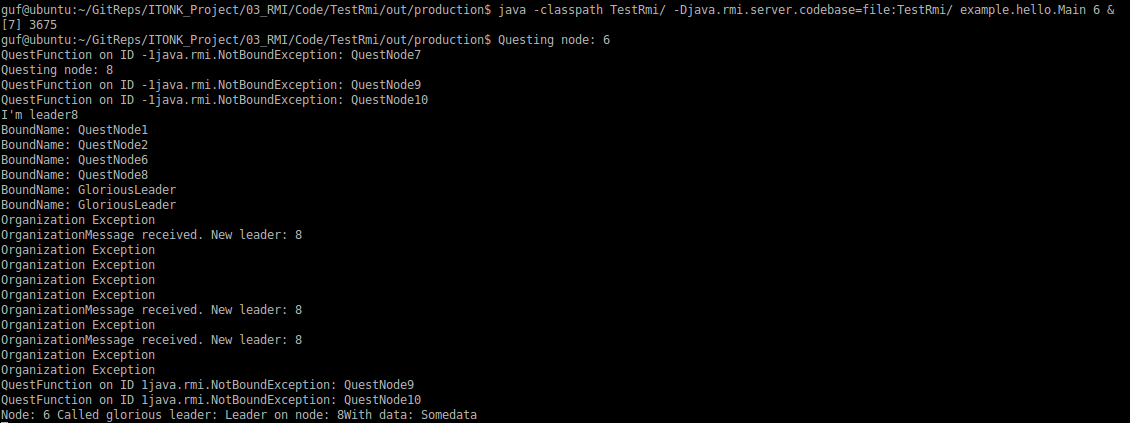 guf@ubuntu:~/GitReps/ITONK_Project/03_RMI/Code/TestRmi/out/production$ java -classpath TestRmi/ -Djava.rmi.server.codebase=file:TestRmi/ example.hello.Main 6 &
[7] 3675
guf@ubuntu:~/GitReps/ITONK_Project/03_RMI/Code/TestRmi/out/production$ Questing node: 6
QuestFunction on ID -1java.rmi.NotBoundException: QuestNode7
Questing node: 8
QuestFunction on ID -1java.rmi.NotBoundException: QuestNode9
QuestFunction on ID -1java.rmi.NotBoundException: QuestNode10
I'm leader8
BoundName: QuestNode1
BoundName: QuestNode2
BoundName: QuestNode6
BoundName: QuestNode8
BoundName: GloriousLeader
BoundName: GloriousLeader
Organization Exception
OrganizationMessage received. New leader: 8
Organization Exception
Organization Exception
Organization Exception
Organization Exception
OrganizationMessage received. New leader: 8
Organization Exception
OrganizationMessage received. New leader: 8
Organization Exception
Organization Exception
QuestFunction on ID 1java.rmi.NotBoundException: QuestNode9
QuestFunction on ID 1java.rmi.NotBoundException: QuestNode10
Node: 6 Called glorious leader: Leader on node: 8With data: Somedata